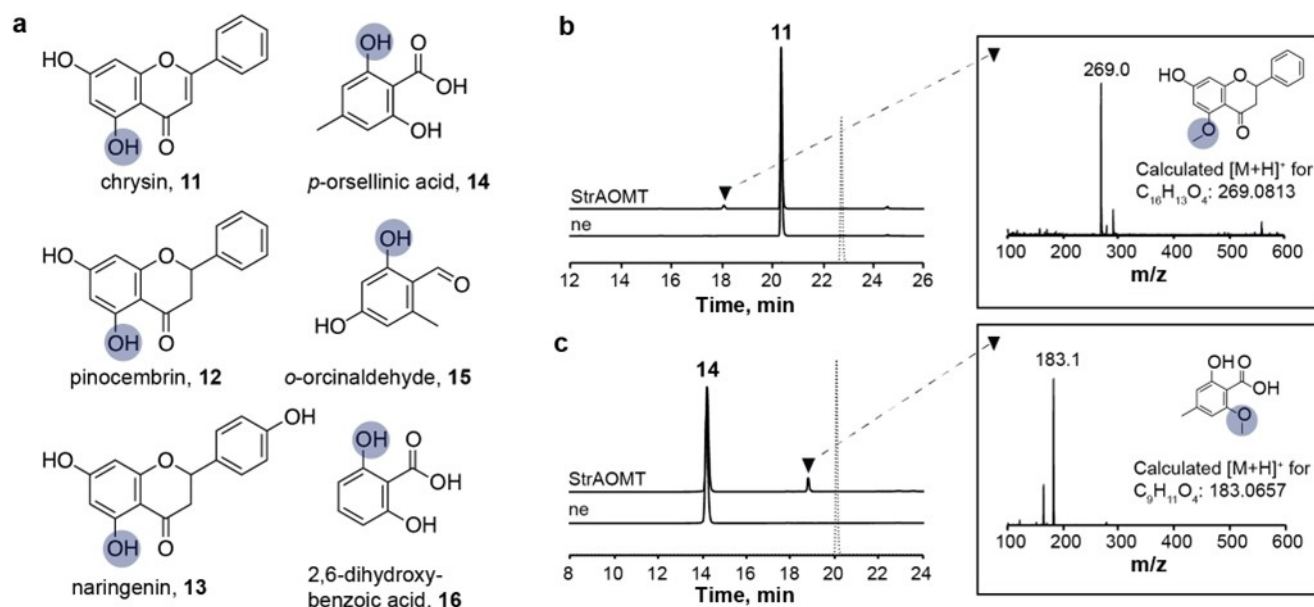 a
HO
O
OH
O
chrysin, 11
OH
O
OH
OH
p-orsellinic acid, 14
HO
O
OH
O
pinocembrin, 12
OH
O
HO
o-orcinaldehyde, 15
OH
HO
O
OH
O
naringenin, 13
OH
O
OH
OH
2,6-dihydroxy-
benzoic acid, 16
b
11
StrAOMT
ne
12 14 16 18 20 22 24 26
Time, min
269.0
HO
O
O
O
Calculated [M+H]⁺ for
C₁₆H₁₃O₄: 269.0813
100 200 300 400 500 600
m/z
c
14
StrAOMT
ne
8 10 12 14 16 18 20 22 24
Time, min
183.1
OH
O
OH
O
Calculated [M+H]⁺ for
C₉H₁₁O₄: 183.0657
100 200 300 400 500 600
m/z